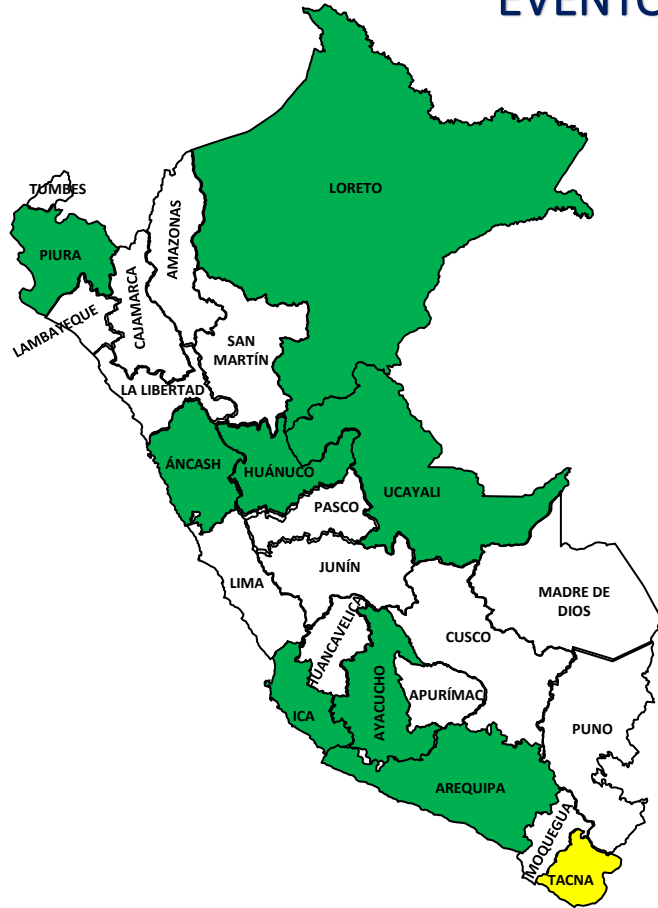 EVENTO
LORETO
TUMBES
PIURA
AMAZONAS
CAJAMARCA
LAMBAYEQUE
SAN
MARTÍN
LA LIBERTAD
ÁNCASH
HUÁNUCO
UCAYALI
PASCO
LIMA
JUNÍN
MADRE DE
DIOS
HUANCAVELICA
CUSCO
AYACUCHO
APURÍMAC
ICA
PUNO
AREQUIPA
MOQUEGUA
TACNA